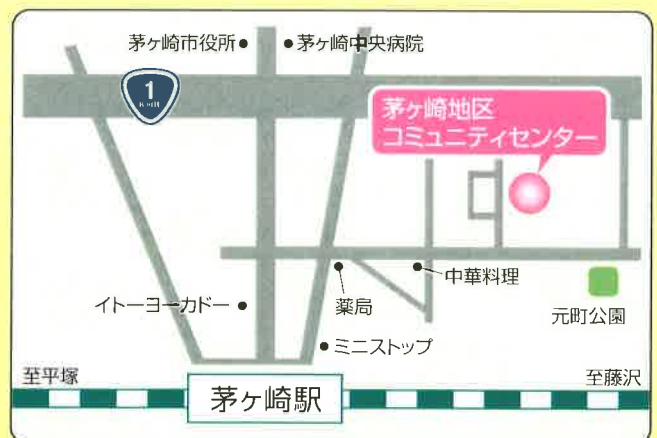 茅ヶ崎市役所
茅ヶ崎中央病院
1
茅ヶ崎地区
コミュニティセンター
中華料理
薬局
イトーヨーカドー
元町公園
ミニストップ
至平塚
至藤沢
茅ヶ崎駅